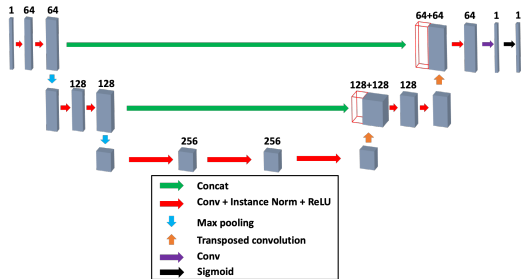 1 64 64 64+64 64 1 1
128 128 128+128 128
256 256
Concat
Conv + Instance Norm + ReLU
Max pooling
Transposed convolution
Conv
Sigmoid